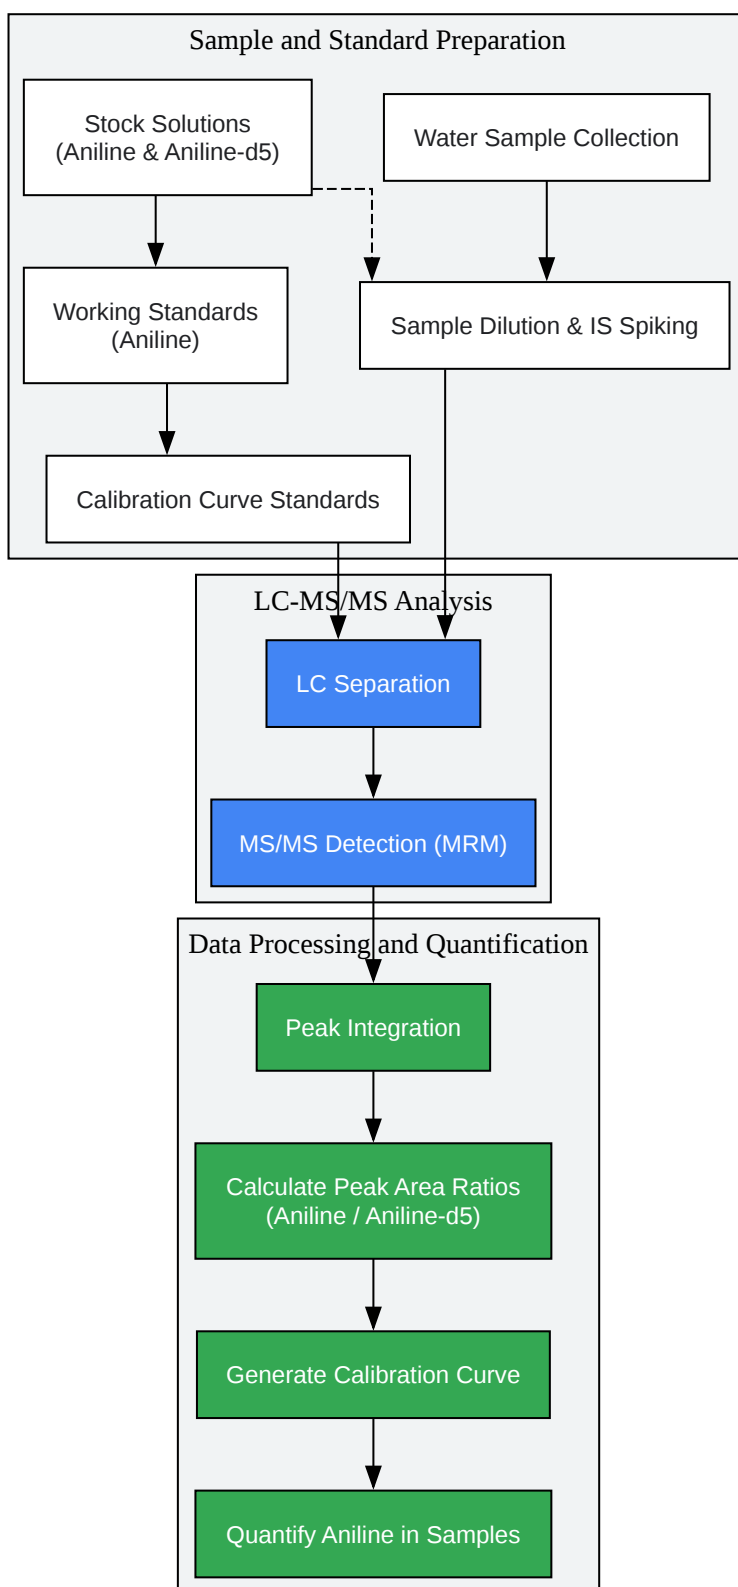 Sample and Standard Preparation
Stock Solutions
(Aniline & Aniline-d5)
Water Sample Collection
Working Standards
(Aniline)
Sample Dilution & IS Spiking
Calibration Curve Standards
LC-MS/MS Analysis
LC Separation
MS/MS Detection (MRM)
Data Processing and Quantification
Peak Integration
Calculate Peak Area Ratios
(Aniline / Aniline-d5)
Generate Calibration Curve
Quantify Aniline in Samples